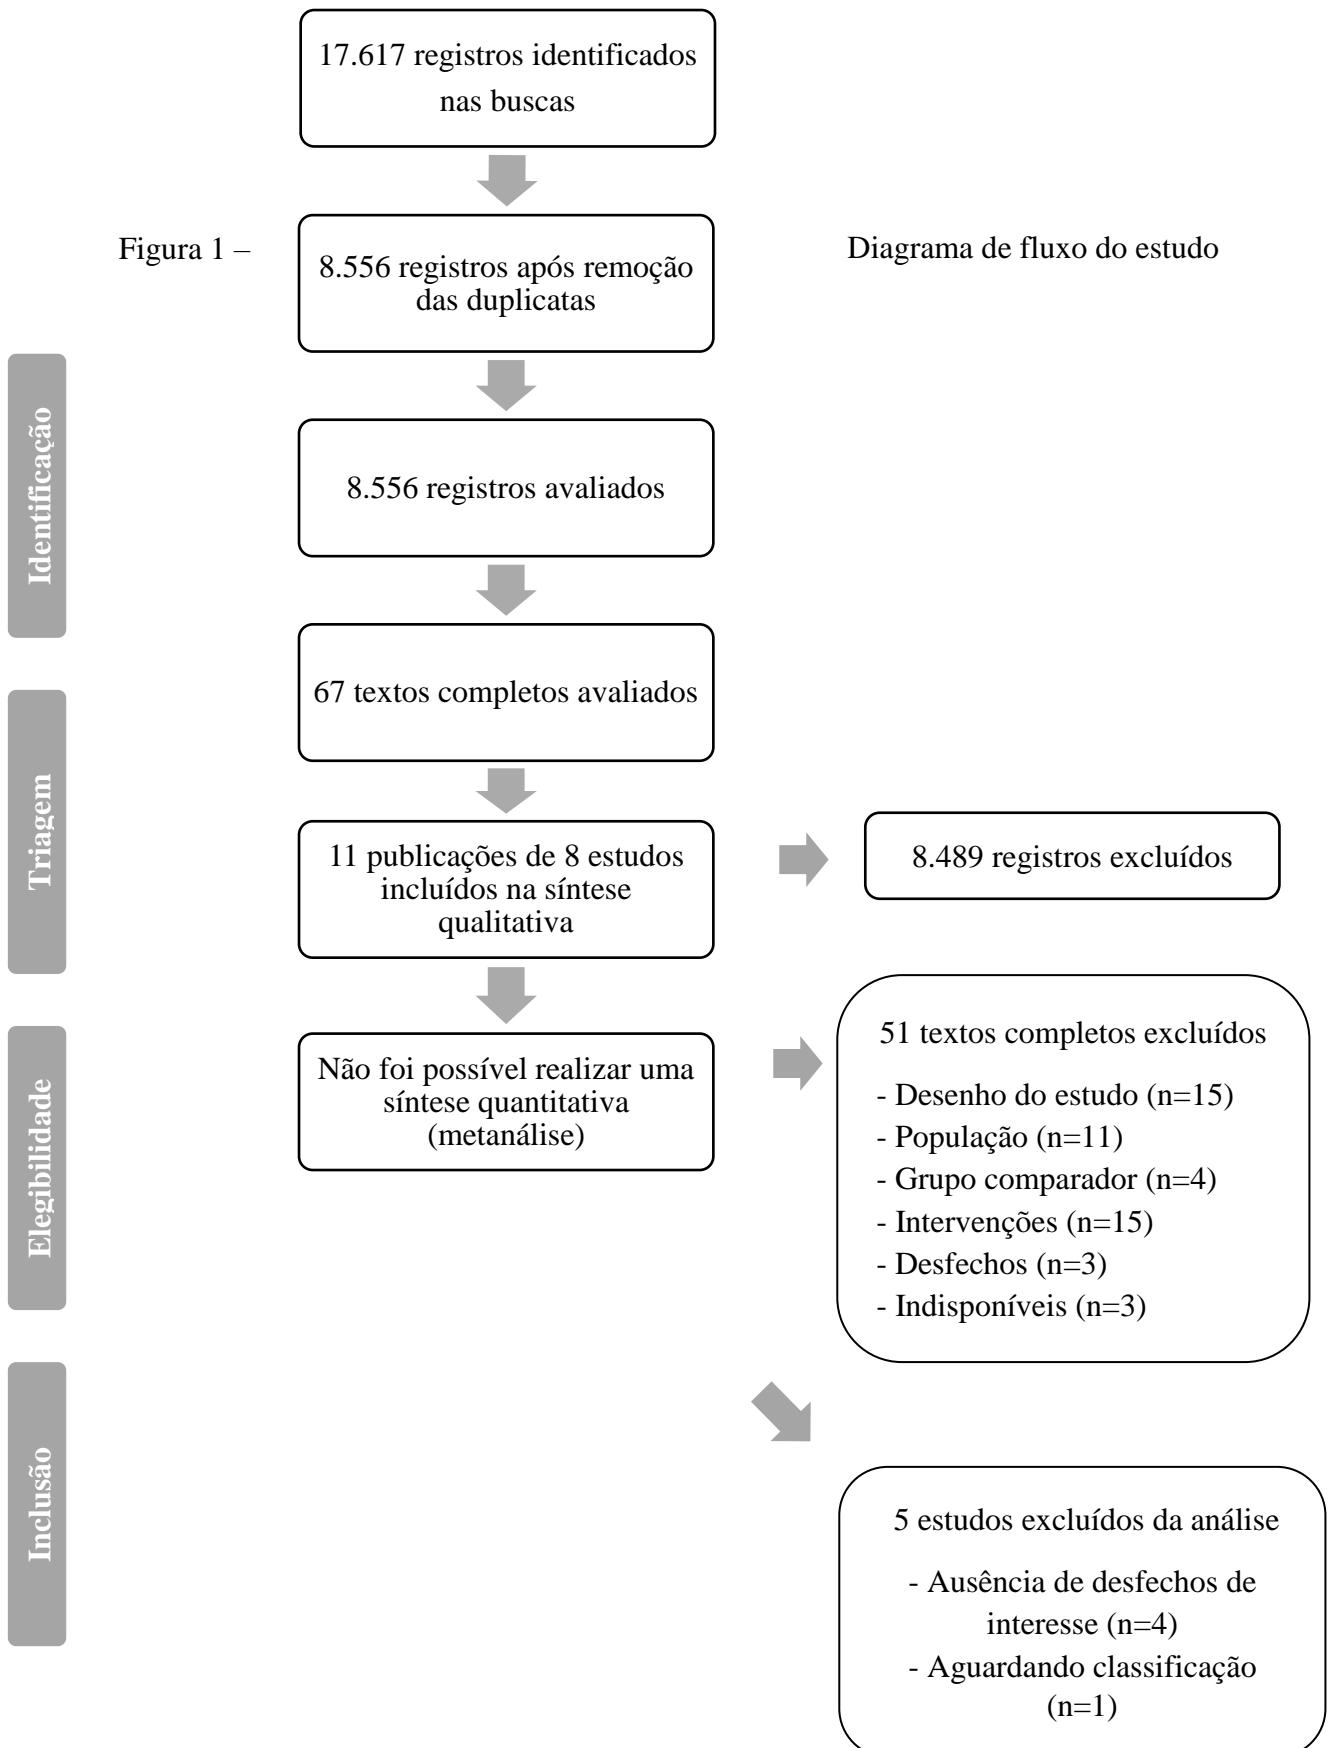 17.617 registros identificados
nas buscas
Figura 1 –
Diagrama de fluxo do estudo
8.556 registros após remoção
das duplicatas
Identificação
8.556 registros avaliados
67 textos completos avaliados
Triagem
11 publicações de 8 estudos
incluídos na síntese
qualitativa
8.489 registros excluídos
Elegibilidade
Não foi possível realizar uma
síntese quantitativa
(metanálise)
51 textos completos excluídos
- Desenho do estudo (n=15)
- População (n=11)
- Grupo comparador (n=4)
- Intervenções (n=15)
- Desfechos (n=3)
- Indisponíveis (n=3)
Inclusão
5 estudos excluídos da análise
- Ausência de desfechos de
interesse (n=4)
- Aguardando classificação
(n=1)